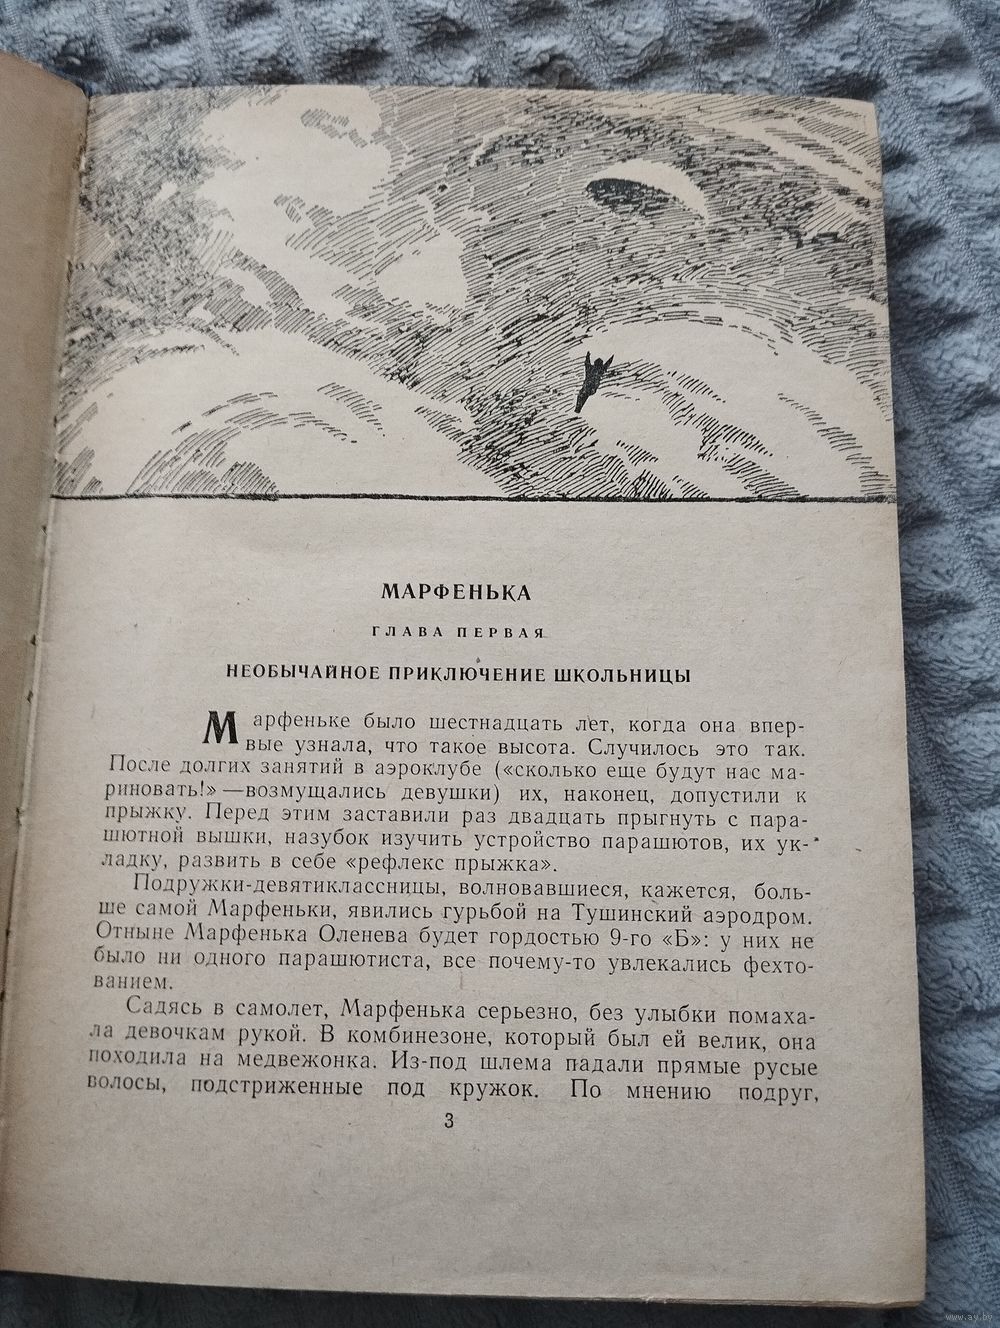 МАРФЕНЬКА
ГЛАВА ПЕРВАЯ
НЕОБЫЧАЙНОЕ ПРИКЛЮЧЕНИЕ ШКОЛЬНИЦЫ
Марфеньке было шестнадцать лет, когда она впер-
вые узнала, что такое высота. Случилось это так.
После долгих занятий в аэроклубе («сколько еще будут нас ма-
риновать!» —возмущались девушки) их, наконец, допустили к
прыжку. Перед этим заставили раз двадцать прыгнуть с пара-
шютной вышки, назубок изучить устройство парашютов, их ук-
ладку, развить в себе «рефлекс прыжка».
Подружки-девятиклассницы, волновавшиеся, кажется, боль-
ше самой Марфеньки, явились гурьбой на Тушинский аэродром.
Отныне Марфенька Оленева будет гордостью 9-го «Б»: у них не
было ни одного парашютиста, все почему-то увлекались фехто-
ванием.
Садясь в самолет, Марфенька серьезно, без улыбки помаха-
ла девочкам рукой. В комбинезоне, который был ей велик, она
походила на медвежонка. Из-под шлема падали прямые русые
волосы, подстриженные под кружок. По мнению подруг,
3
www.ay.by